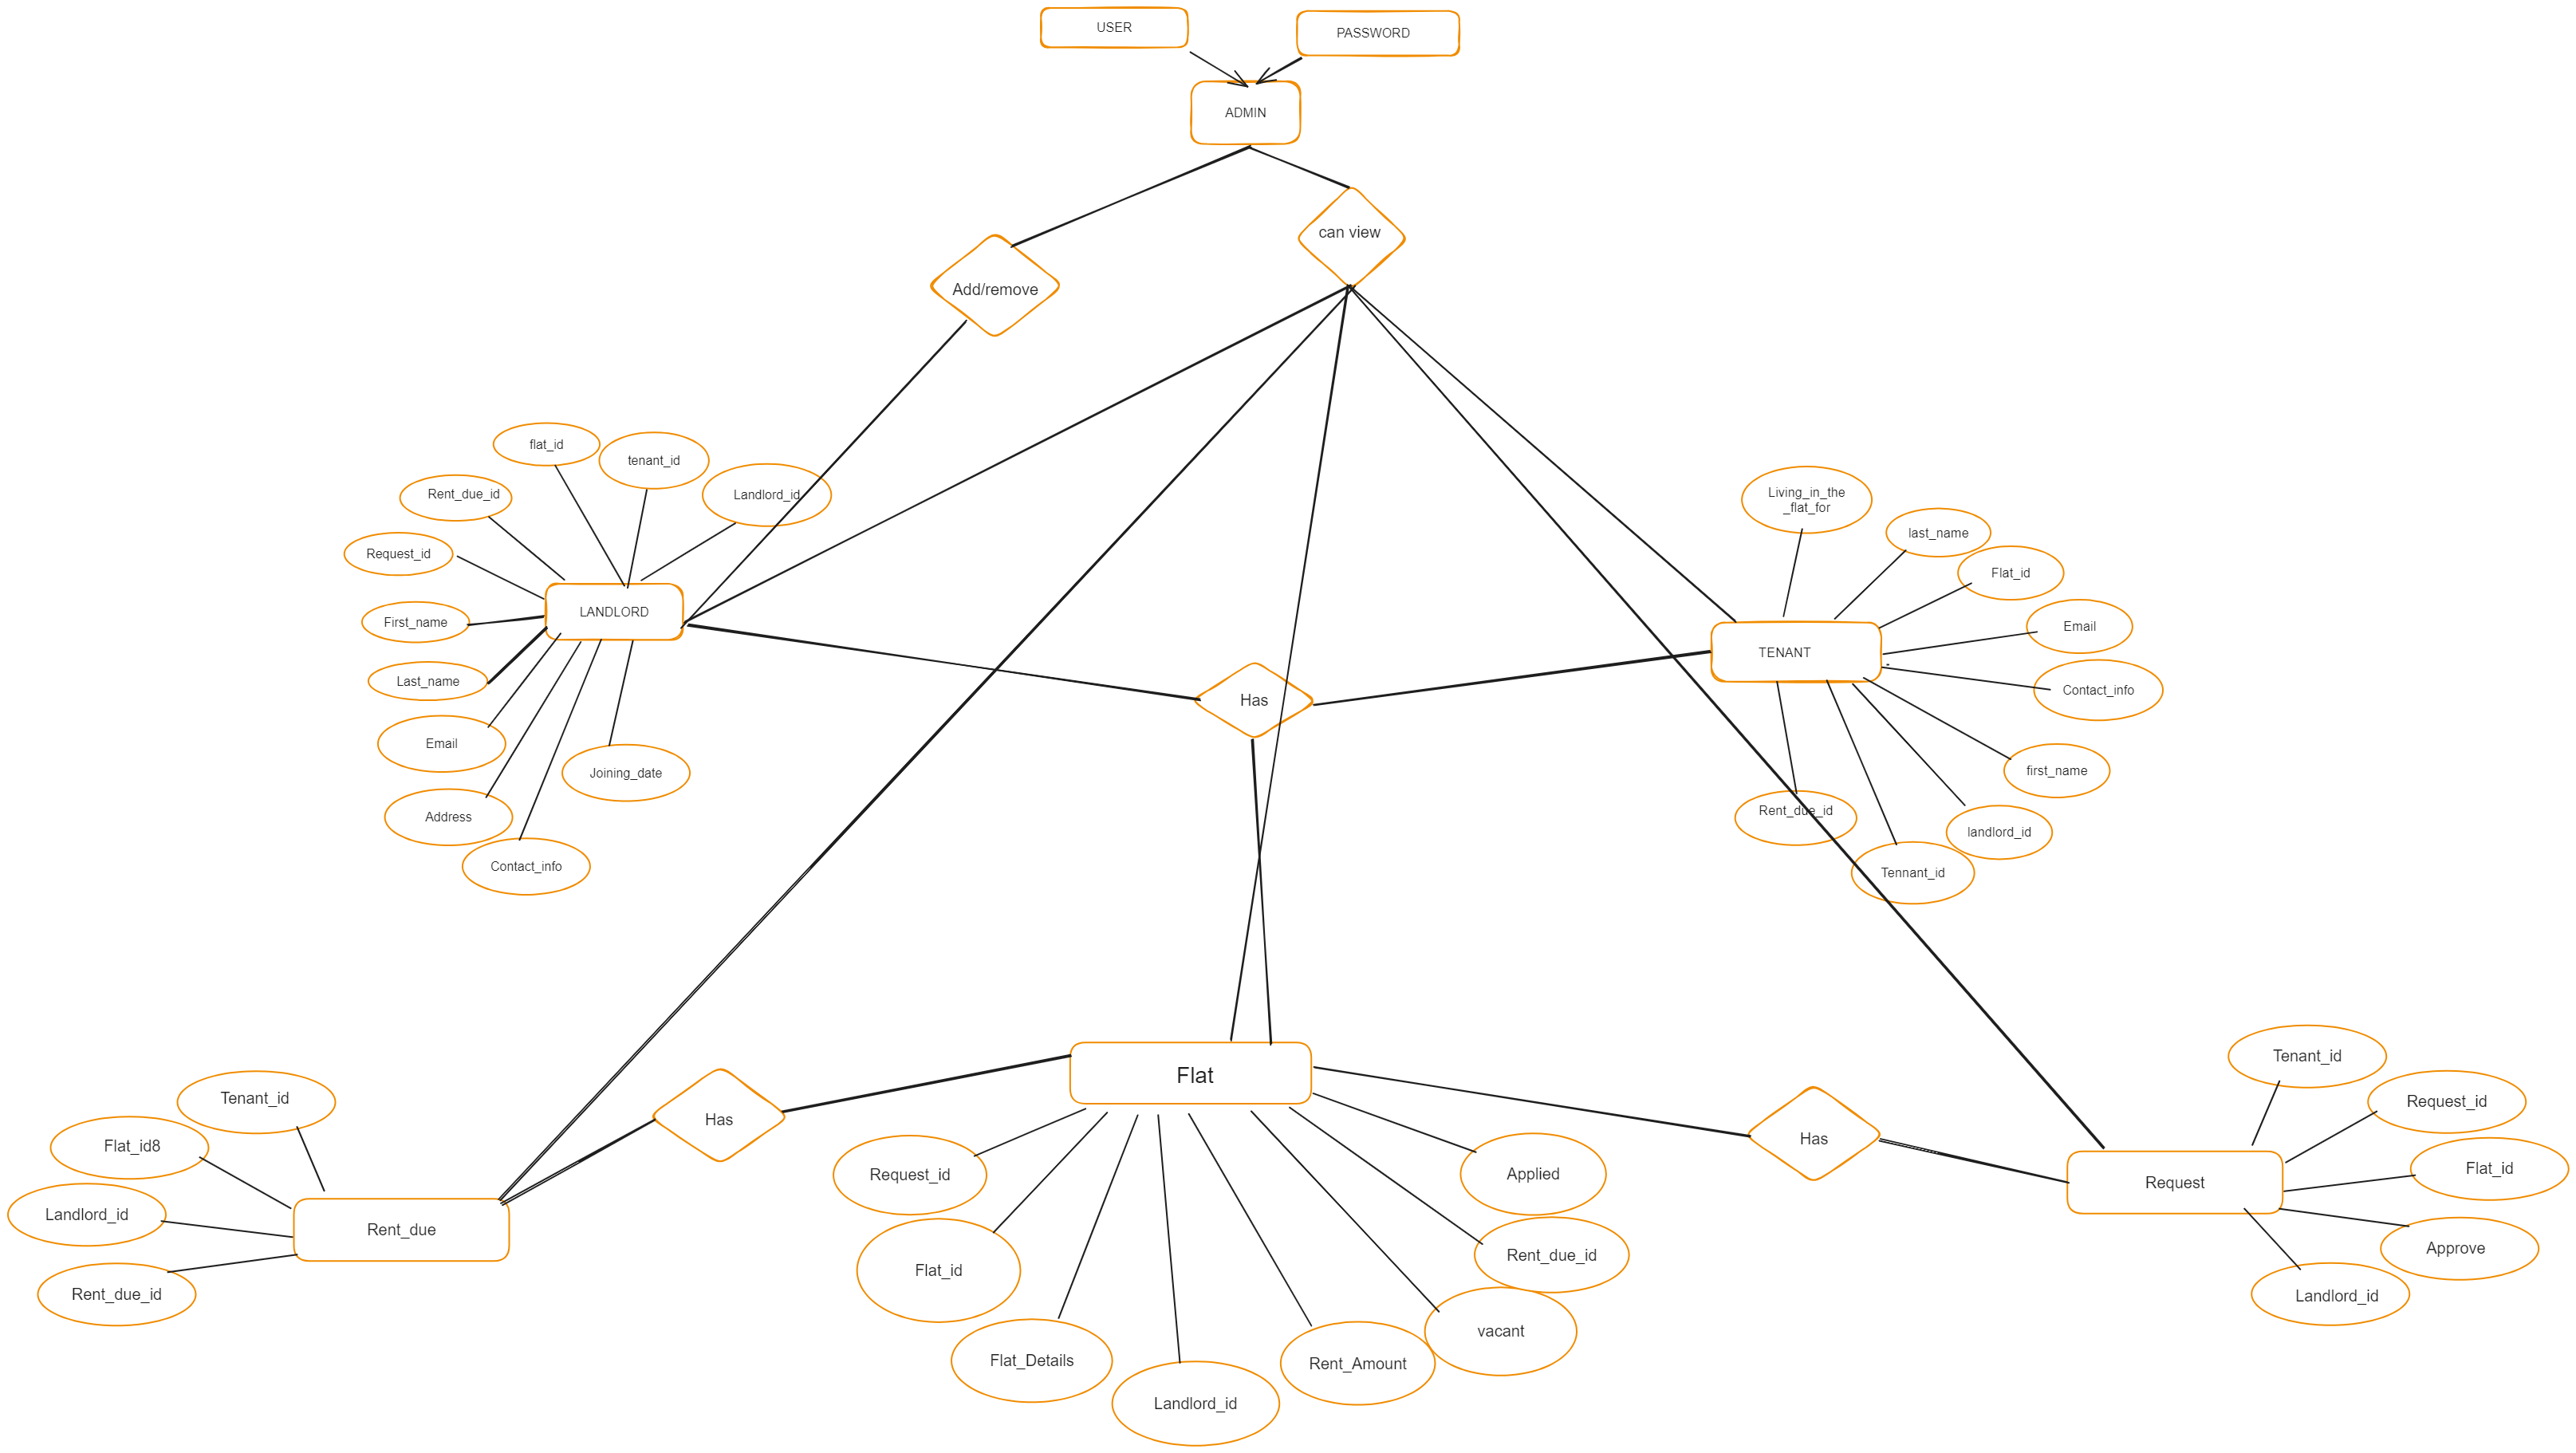 USER
PASSWORD
ADMIN
can view
Add/remove
flat_id
tenant_id
Landlord_id
Rent_due_id
Request_id
First_name
Last_name
Email
Address
Contact_info
Joining_date
LANDLORD
Has
Living_in_the
_flat_for
last_name
Flat_id
Email
Contact_info
first_name
landlord_id
Tennant_id
Rent_due_id
TENANT
Tenant_id
Flat_id8
Landlord_id
Rent_due_id
Rent_due
Has
Flat
Request_id
Flat_id
Flat_Details
Landlord_id
Rent_Amount
vacant
Rent_due_id
Applied
Has
Request
Tenant_id
Request_id
Flat_id
Approve
Landlord_id